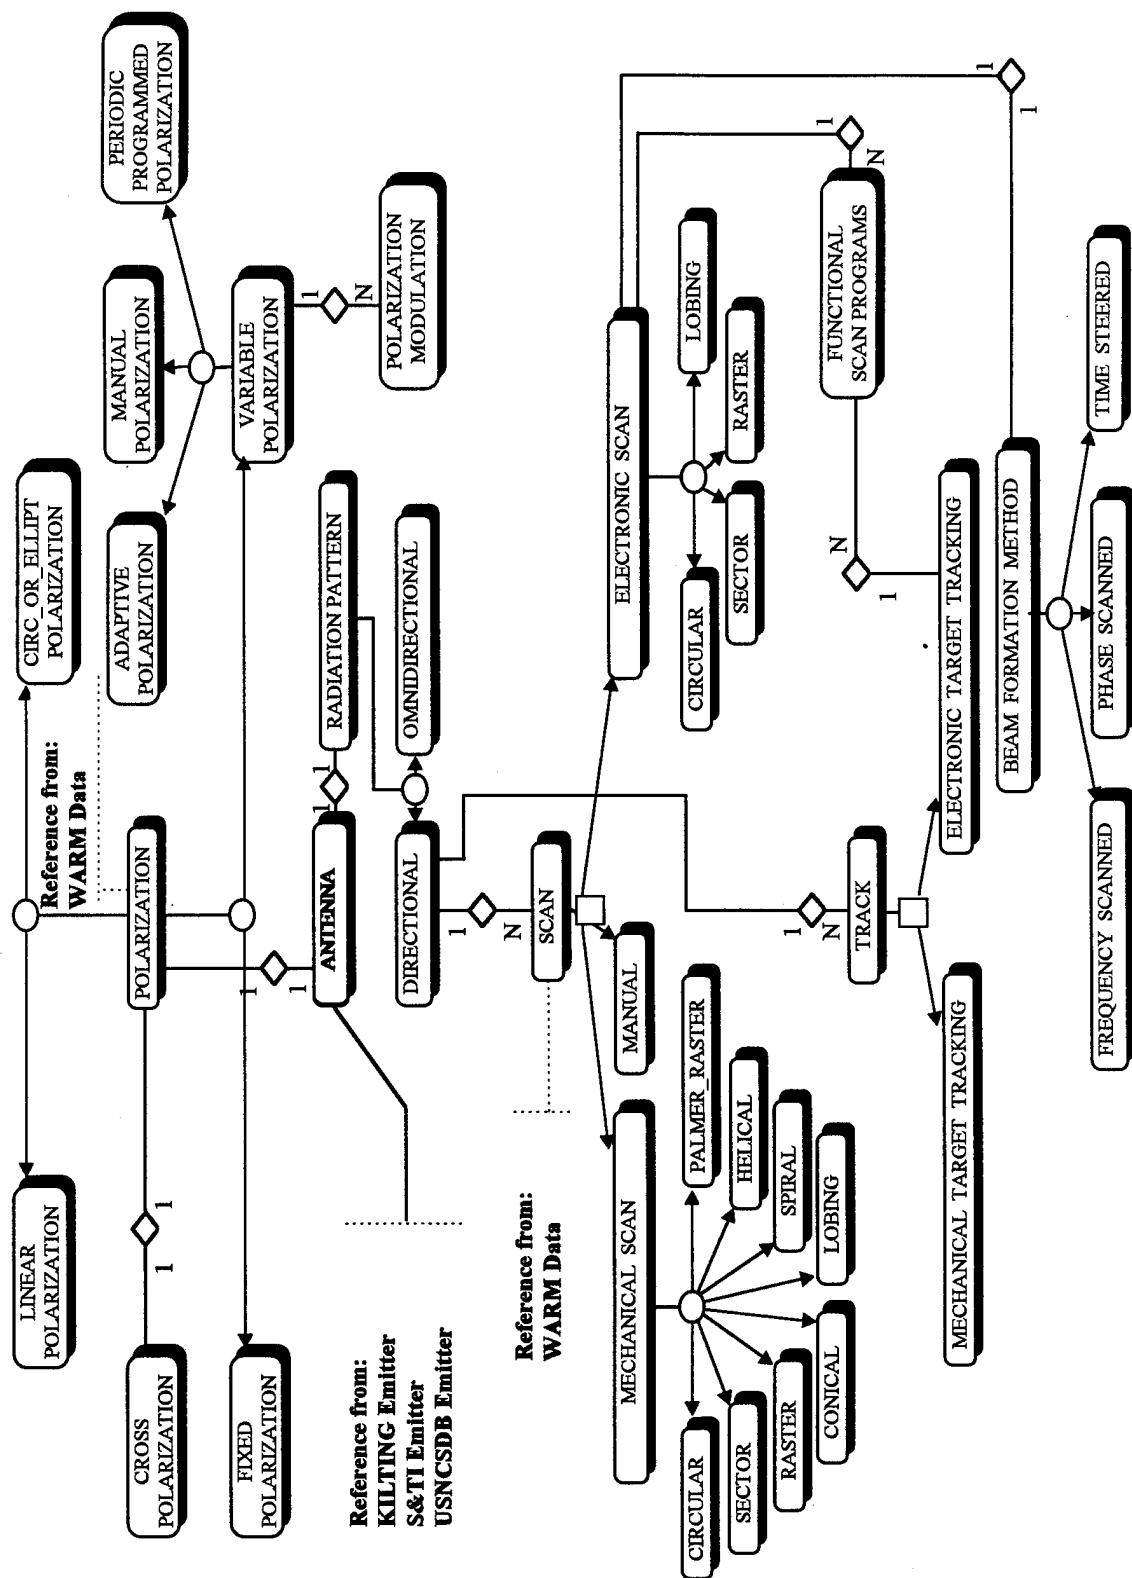 LINEAR
POLARIZATION
CIRC_OR_ELLIPT
POLARIZATION
Reference from:
WARM Data
CROSS
POLARIZATION
1
1
POLARIZATION
ADAPTIVE
POLARIZATION
MANUAL
POLARIZATION
PERIODIC
PROGRAMMED
POLARIZATION
FIXED
POLARIZATION
1
1
VARIABLE
POLARIZATION
1
N
POLARIZATION
MODULATION
ANTENNA
1
1
RADIATION PATTERN
Reference from:
KILTING Emitter
S&TI Emitter
USNCSDB Emitter
DIRECTIONAL
OMNIDIRECTIONAL
1
N
SCAN
Reference from:
WARM Data
MECHANICAL SCAN
MANUAL
ELECTRONIC SCAN
CIRCULAR
PALMER_RASTER
SECTOR
HELICAL
RASTER
SPIRAL
CONICAL
LOBING
CIRCULAR
LOBING
SECTOR
RASTER
1
N
TRACK
FUNCTIONAL
SCAN PROGRAMS
1
N
N
1
MECHANICAL TARGET TRACKING
ELECTRONIC TARGET TRACKING
1
1
BEAM FORMATION METHOD
FREQUENCY SCANNED
PHASE SCANNED
TIME STEERED